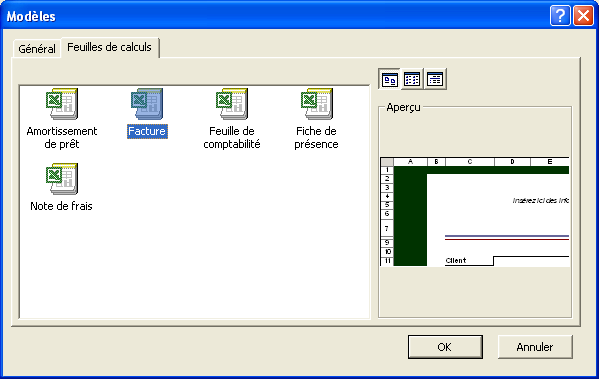 Modèles
Général
Feuilles de calculs
Amortissement
de prêt
Facture
Feuille de
comptabilité
Fiche de
présence
Note de frais
Aperçu
A B C D E
1
2
3
4
Insérez ici des info
5
6
7
9
10
11
Client
OK
Annuler